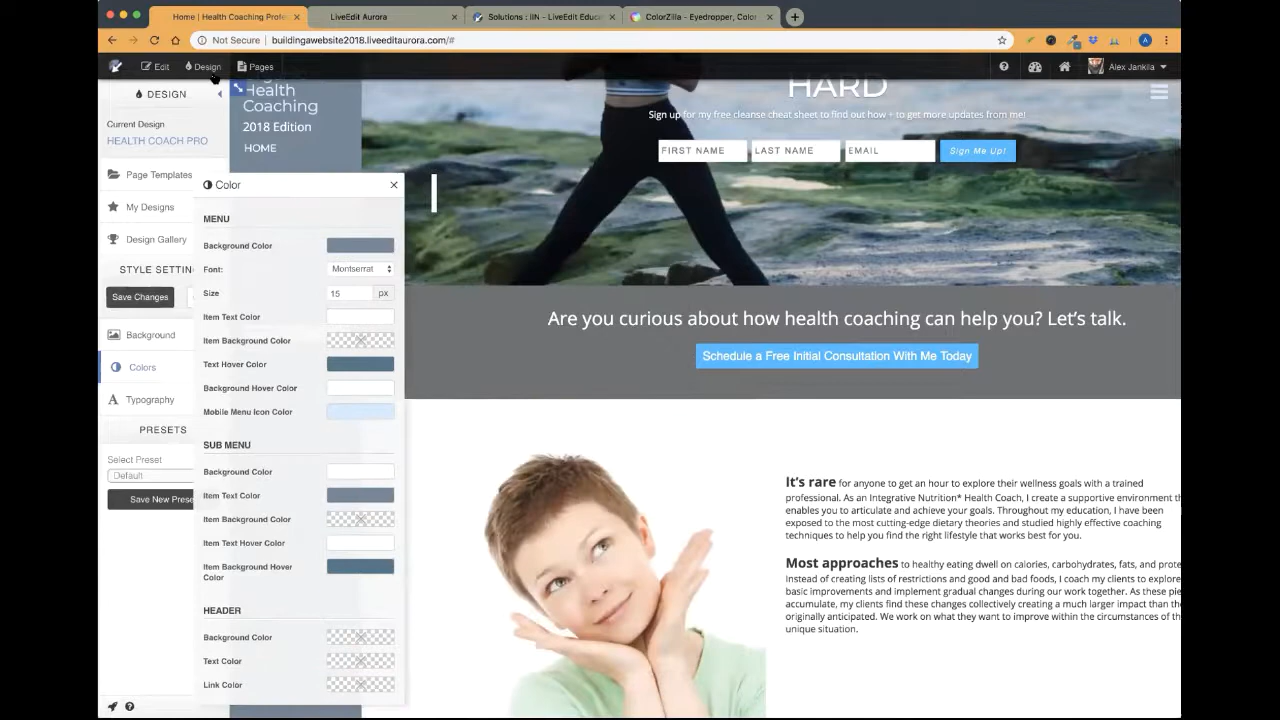 Home | Health Coaching Profe
LiveEdit Aurora
Solutions : IIN - LiveEdit Educa
ColorZilla - Eyedropper, Color
Not Secure
buildingawebsite2018.liveeditaurora.com/#
Edit
Design
Pages
Alex Jankila
DESIGN
Current Design
HEALTH COACH PRO
Page Templates
My Designs
Design Gallery
STYLE SETTIN
Save Changes
Background
Colors
Typography
PRESETS
Select Preset
Default
Save New Prese
Health
Coaching
2018 Edition
HOME
Color
MENU
Background Color
Font:
Montserrat
Size
15
px
Item Text Color
Item Background Color
Text Hover Color
Background Hover Color
Mobile Menu Icon Color
SUB MENU
Background Color
Item Text Color
Item Background Color
Item Text Hover Color
Item Background Hover
Color
HEADER
Background Color
Text Color
Link Color
HARD
Sign up for my free cleanse cheat sheet to find out how + to get more updates from me!
FIRST NAME
LAST NAME
EMAIL
Sign Me Up!
Are you curious about how health coaching can help you? Let's talk.
Schedule a Free Initial Consultation With Me Today
It's rare for anyone to get an hour to explore their wellness goals with a trained
professional. As an Integrative Nutrition* Health Coach, I create a supportive environment th
enables you to articulate and achieve your goals. Throughout my education, I have been
exposed to the most cutting-edge dietary theories and studied highly effective coaching
techniques to help you find the right lifestyle that works best for you.
Most approaches to healthy eating dwell on calories, carbohydrates, fats, and prote
Instead of creating lists of restrictions and good and bad foods, I coach my clients to explore
basic improvements and implement gradual changes during our work together. As these pie
accumulate, my clients find these changes collectively creating a much larger impact than th
originally anticipated. We work on what they want to improve within the circumstances of th
unique situation.